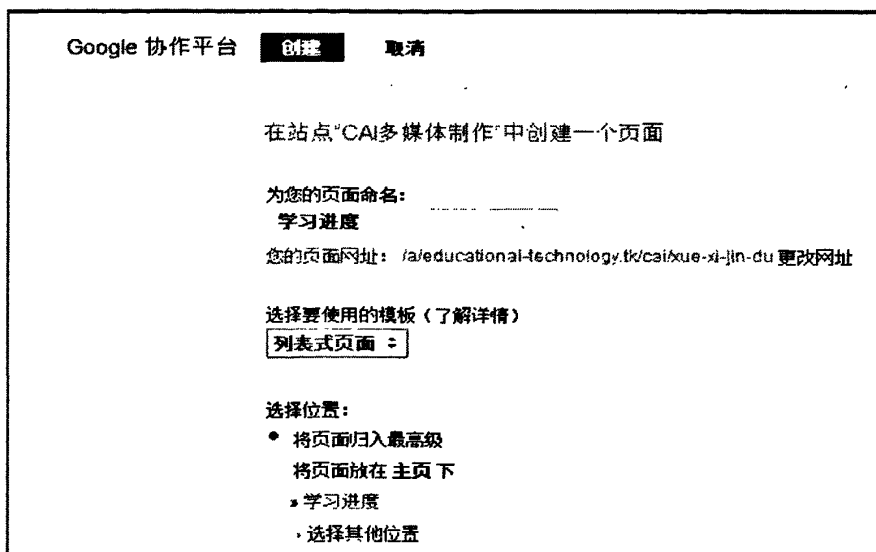 Google 协作平台 创建 取消
在站点"CAI多媒体制作"中创建一个页面
为您的页面命名：
学习进度
您的页面网址： /a/educational-technology.tk/cai/xue-xi-jin-du 更改网址
选择要使用的模板（了解详情）
列表式页面
选择位置：
将页面归入最高级
将页面放在 主页 下
» 学习进度
› 选择其他位置